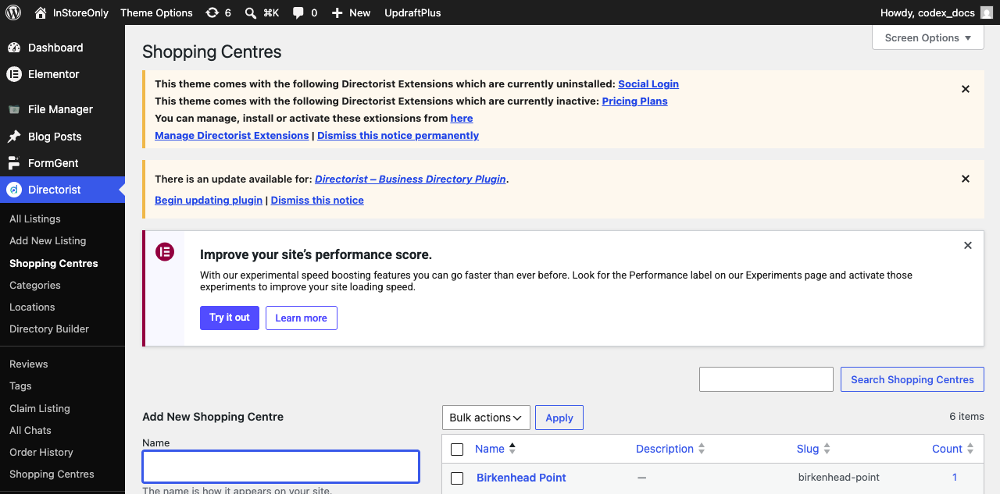 InStoreOnly Theme Options 6 ⌘K 0 New UpdraftPlus Howdy, codex_docs
Screen Options
Dashboard
Elementor
File Manager
Blog Posts
FormGent
Directorist
All Listings
Add New Listing
Shopping Centres
Categories
Locations
Directory Builder
Reviews
Tags
Claim Listing
All Chats
Order History
Shopping Centres
Shopping Centres
This theme comes with the following Directorist Extensions which are currently uninstalled: Social Login
This theme comes with the following Directorist Extensions which are currently inactive: Pricing Plans
You can manage, install or activate these extionsions from here
Manage Directorist Extensions | Dismiss this notice permanently
There is an update available for: Directorist – Business Directory Plugin.
Begin updating plugin | Dismiss this notice
Improve your site’s performance score.
With our experimental speed boosting features you can go faster than ever before. Look for the Performance label on our Experiments page and activate those
experiments to improve your site loading speed.
Try it out Learn more
Search Shopping Centres
Add New Shopping Centre
Name
The name is how it appears on your site.
Bulk actions Apply 6 items
Name Description Slug Count
Birkenhead Point — birkenhead-point 1